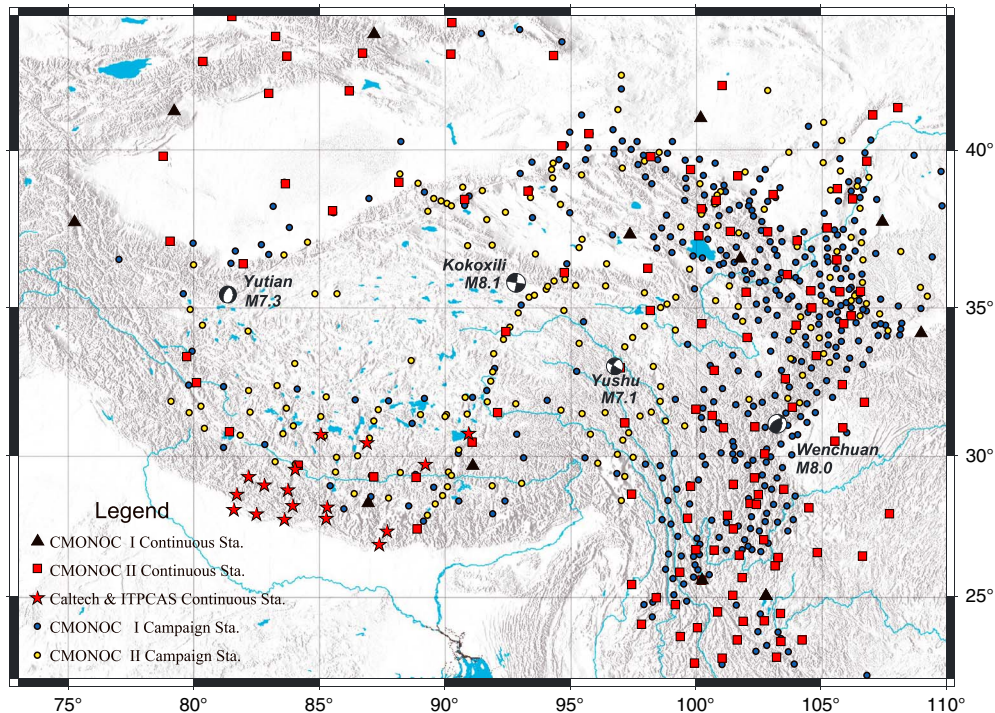 40°
Kokoxili
M8.1
Yutian
M7.3
35°
Yushu
M7.1
Wenchuan
M8.0
30°
Legend
CMONOC I Continuous Sta.
CMONOC II Continuous Sta.
Caltech & ITPCAS Continuous Sta.
CMONOC I Campaign Sta.
CMONOC II Campaign Sta.
25°
75° 80° 85° 90° 95° 100° 105° 110°